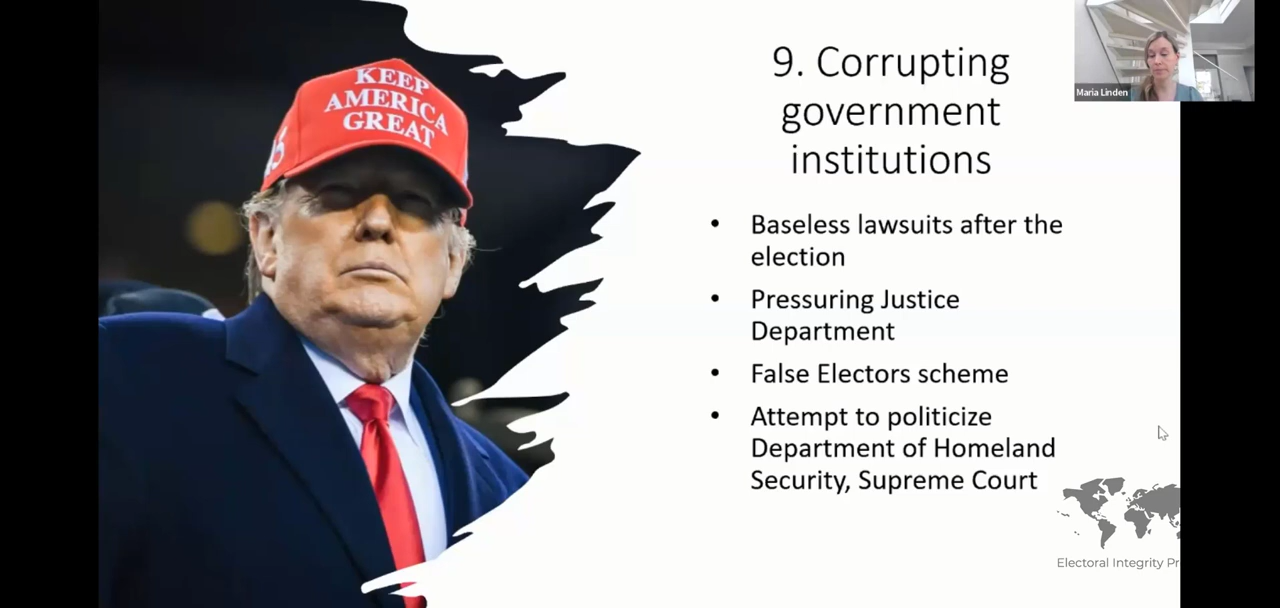 KEEP
AMERICA
GREAT
45
9. Corrupting
government
institutions
Maria Linden
• Baseless lawsuits after the
election
• Pressuring Justice
Department
• False Electors scheme
• Attempt to politicize
Department of Homeland
Security, Supreme Court
Electoral Integrity Pr